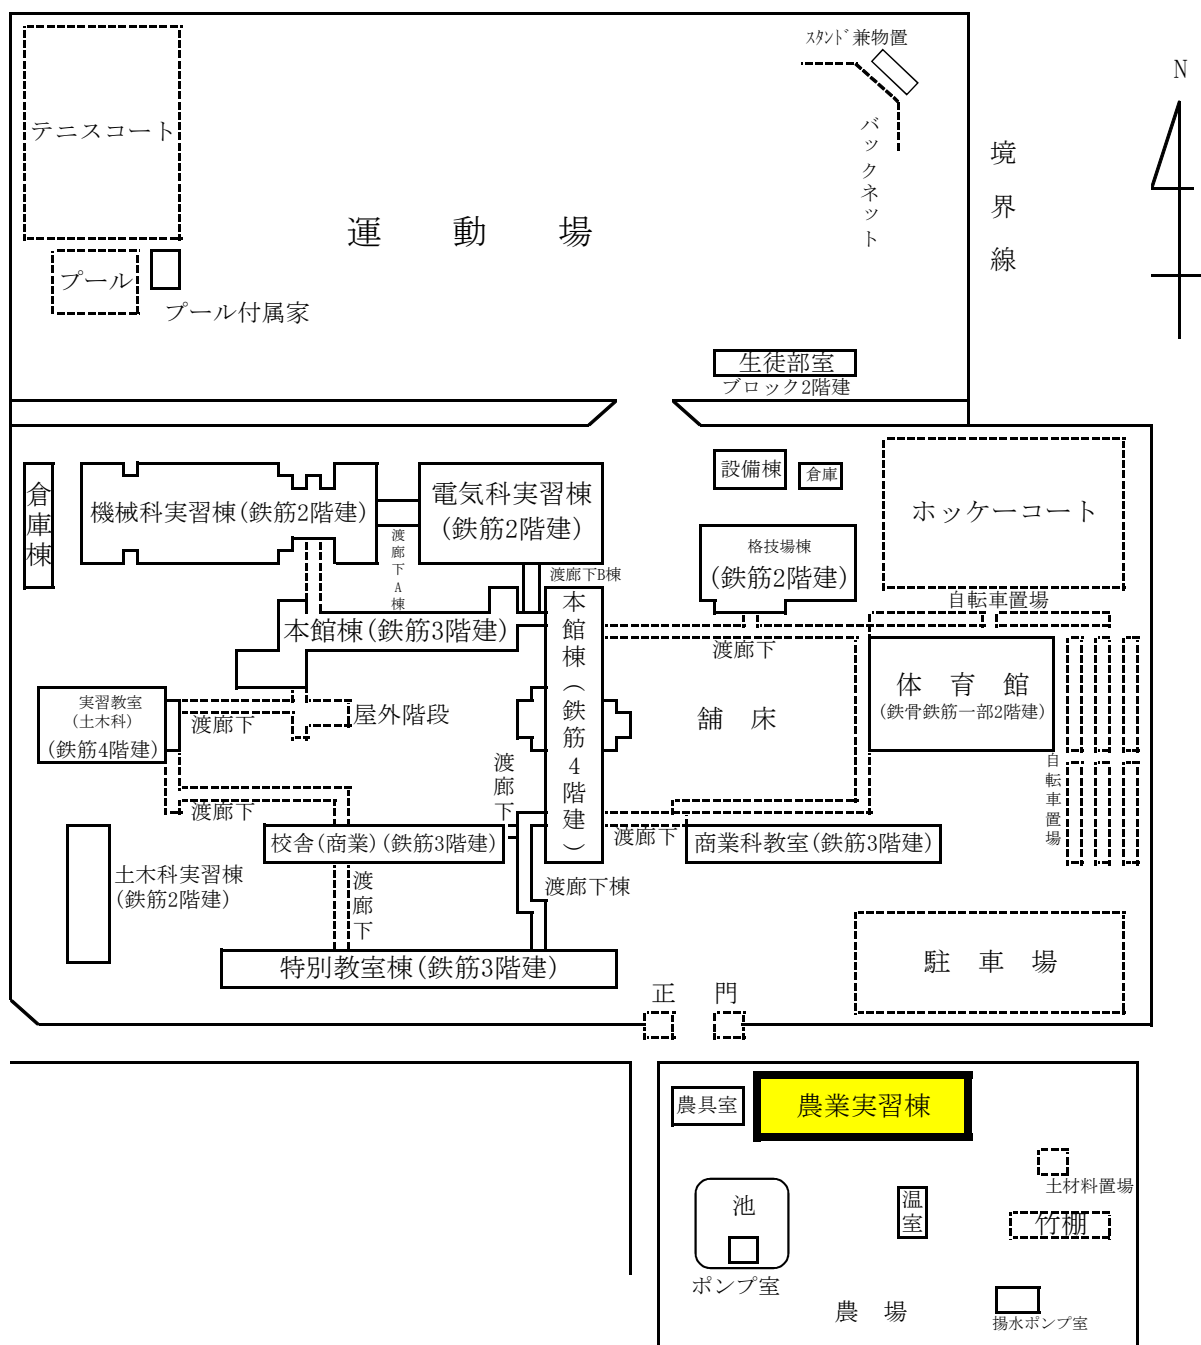 スタンド兼物置
N
テニスコート
バックネット
境界線
運動場
プール
プール付属家
生徒部室
ブロック2階建
倉庫棟
機械科実習棟(鉄筋2階建)
電気科実習棟
(鉄筋2階建)
渡廊下A棟
渡廊下B棟
設備棟
倉庫
ホッケーコート
格技場棟
(鉄筋2階建)
自転車置場
本館棟(鉄筋3階建)
本館棟(鉄筋4階建)
渡廊下
体育館
(鉄骨鉄筋一部2階建)
実習教室
(土木科)
(鉄筋4階建)
渡廊下
屋外階段
舗床
渡廊下
自転車置場
渡廊下
校舎(商業)(鉄筋3階建)
渡廊下
商業科教室(鉄筋3階建)
土木科実習棟
(鉄筋2階建)
渡廊下
渡廊下棟
特別教室棟(鉄筋3階建)
駐車場
正門
農具室
農業実習棟
土材料置場
池
温室
竹棚
ポンプ室
農場
揚水ポンプ室